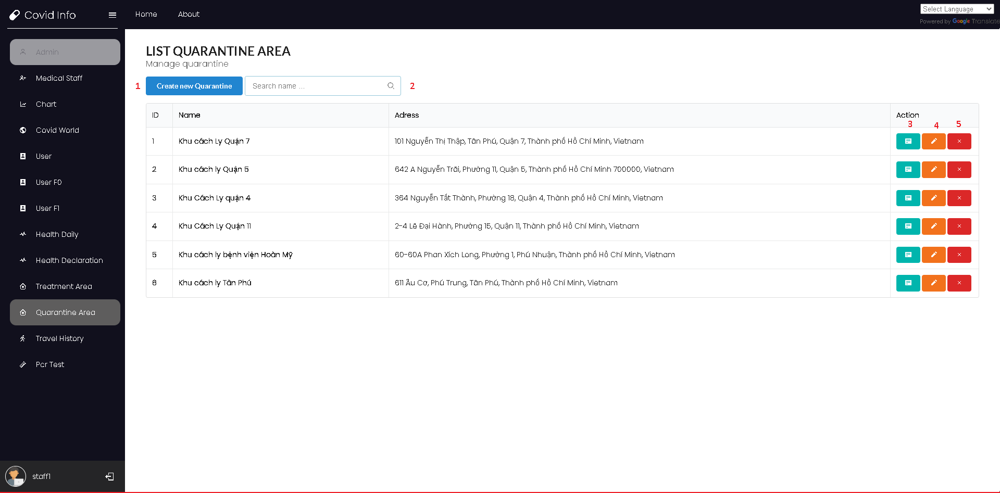 Covid Info
Home
About
Select Language
Powered by Google Translate
Admin
Medical Staff
Chart
Covid World
User
User F0
User F1
Health Daily
Health Declaration
Treatment Area
Quarantine Area
Travel History
Pcr Test
staff1
LIST QUARANTINE AREA
Manage quarantine
1 Create new Quarantine Search name ... 2
ID Name Adress Action
3 4 5
1 Khu cách Ly Quận 7 101 Nguyễn Thị Thập, Tân Phú, Quận 7, Thành phố Hồ Chí Minh, Vietnam
2 Khu cách ly Quận 5 642 A Nguyễn Trãi, Phường 11, Quận 5, Thành phố Hồ Chí Minh 700000, Vietnam
3 Khu Cách Ly quận 4 364 Nguyễn Tất Thành, Phường 18, Quận 4, Thành phố Hồ Chí Minh, Vietnam
4 Khu Cách Ly Quận 11 2-4 Lê Đại Hành, Phường 15, Quận 11, Thành phố Hồ Chí Minh, Vietnam
5 Khu cách ly bệnh viện Hoàn Mỹ 60-60A Phan Xích Long, Phường 1, Phú Nhuận, Thành phố Hồ Chí Minh, Vietnam
6 Khu cách ly Tân Phú 611 Âu Cơ, Phú Trung, Tân Phú, Thành phố Hồ Chí Minh, Vietnam